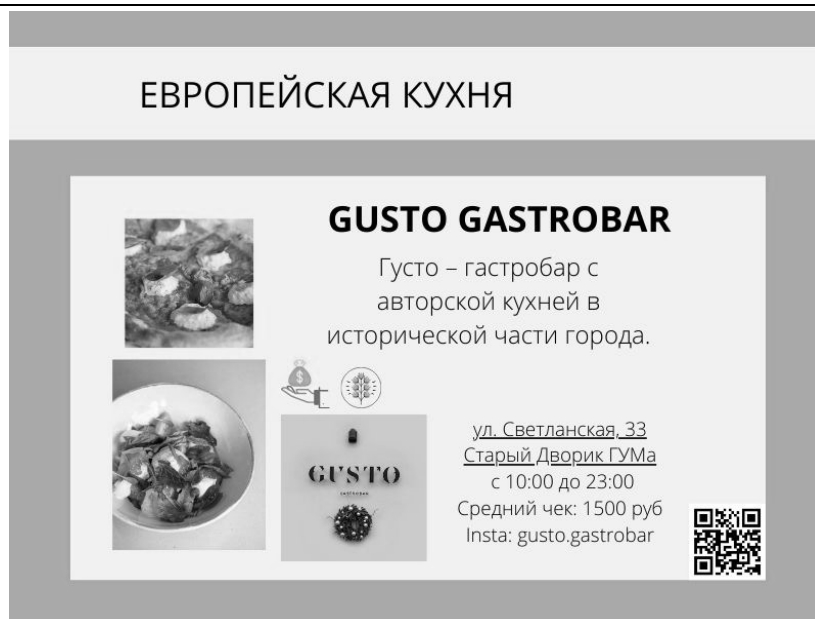 ЕВРОПЕЙСКАЯ КУХНЯ
GUSTO GASTROBAR
Густо – гастробар с
авторской кухней в
исторической части города.
GUSTO
ул. Светланская, 33
Старый Дворик ГУМа
с 10:00 до 23:00
Средний чек: 1500 руб
Insta: gusto.gastrobar